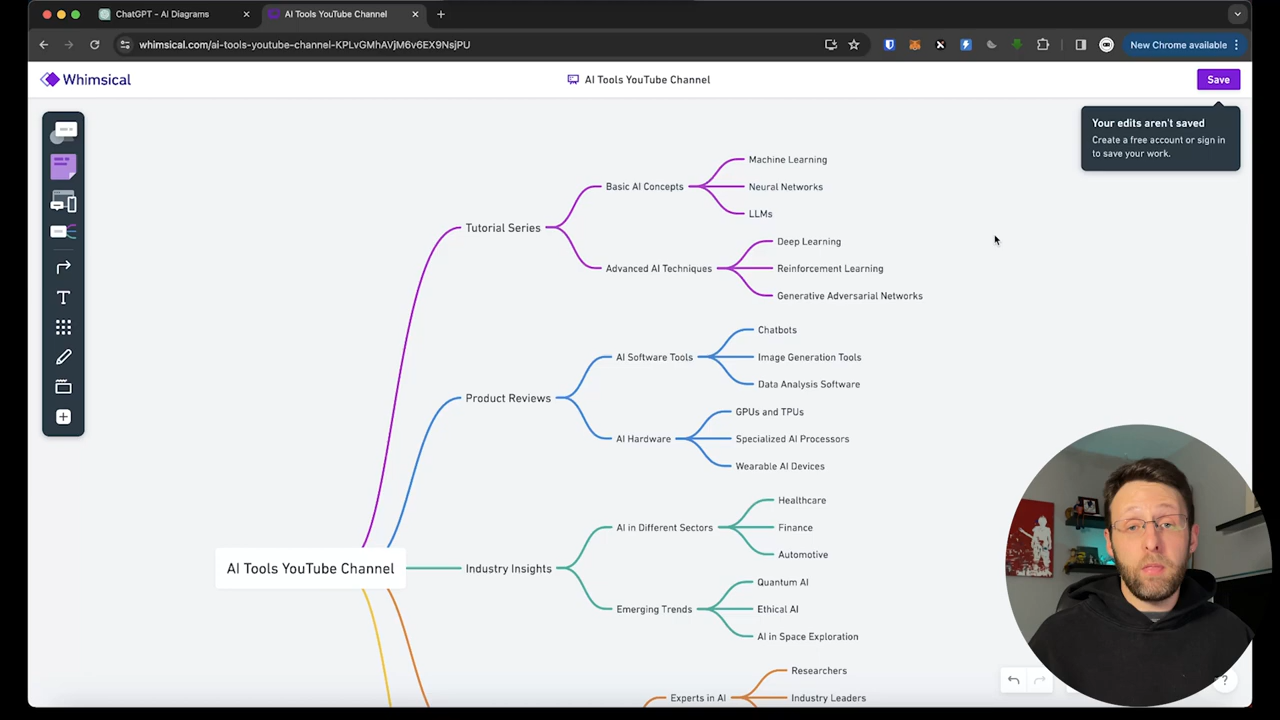 ChatGPT - AI Diagrams
AI Tools YouTube Channel
whimsical.com/ai-tools-youtube-channel-KPLvGMhAVjM6v6EX9NsjPU
New Chrome available
Whimsical
AI Tools YouTube Channel
Save
Your edits aren't saved
Create a free account or sign in
to save your work.
Machine Learning
Basic AI Concepts
Neural Networks
LLMs
Tutorial Series
Deep Learning
Advanced AI Techniques
Reinforcement Learning
Generative Adversarial Networks
Chatbots
AI Software Tools
Image Generation Tools
Data Analysis Software
Product Reviews
GPUs and TPUs
AI Hardware
Specialized AI Processors
Wearable AI Devices
Healthcare
AI in Different Sectors
Finance
Automotive
AI Tools YouTube Channel
Industry Insights
Quantum AI
Emerging Trends
Ethical AI
AI in Space Exploration
Researchers
Experts in AI
Industry Leaders